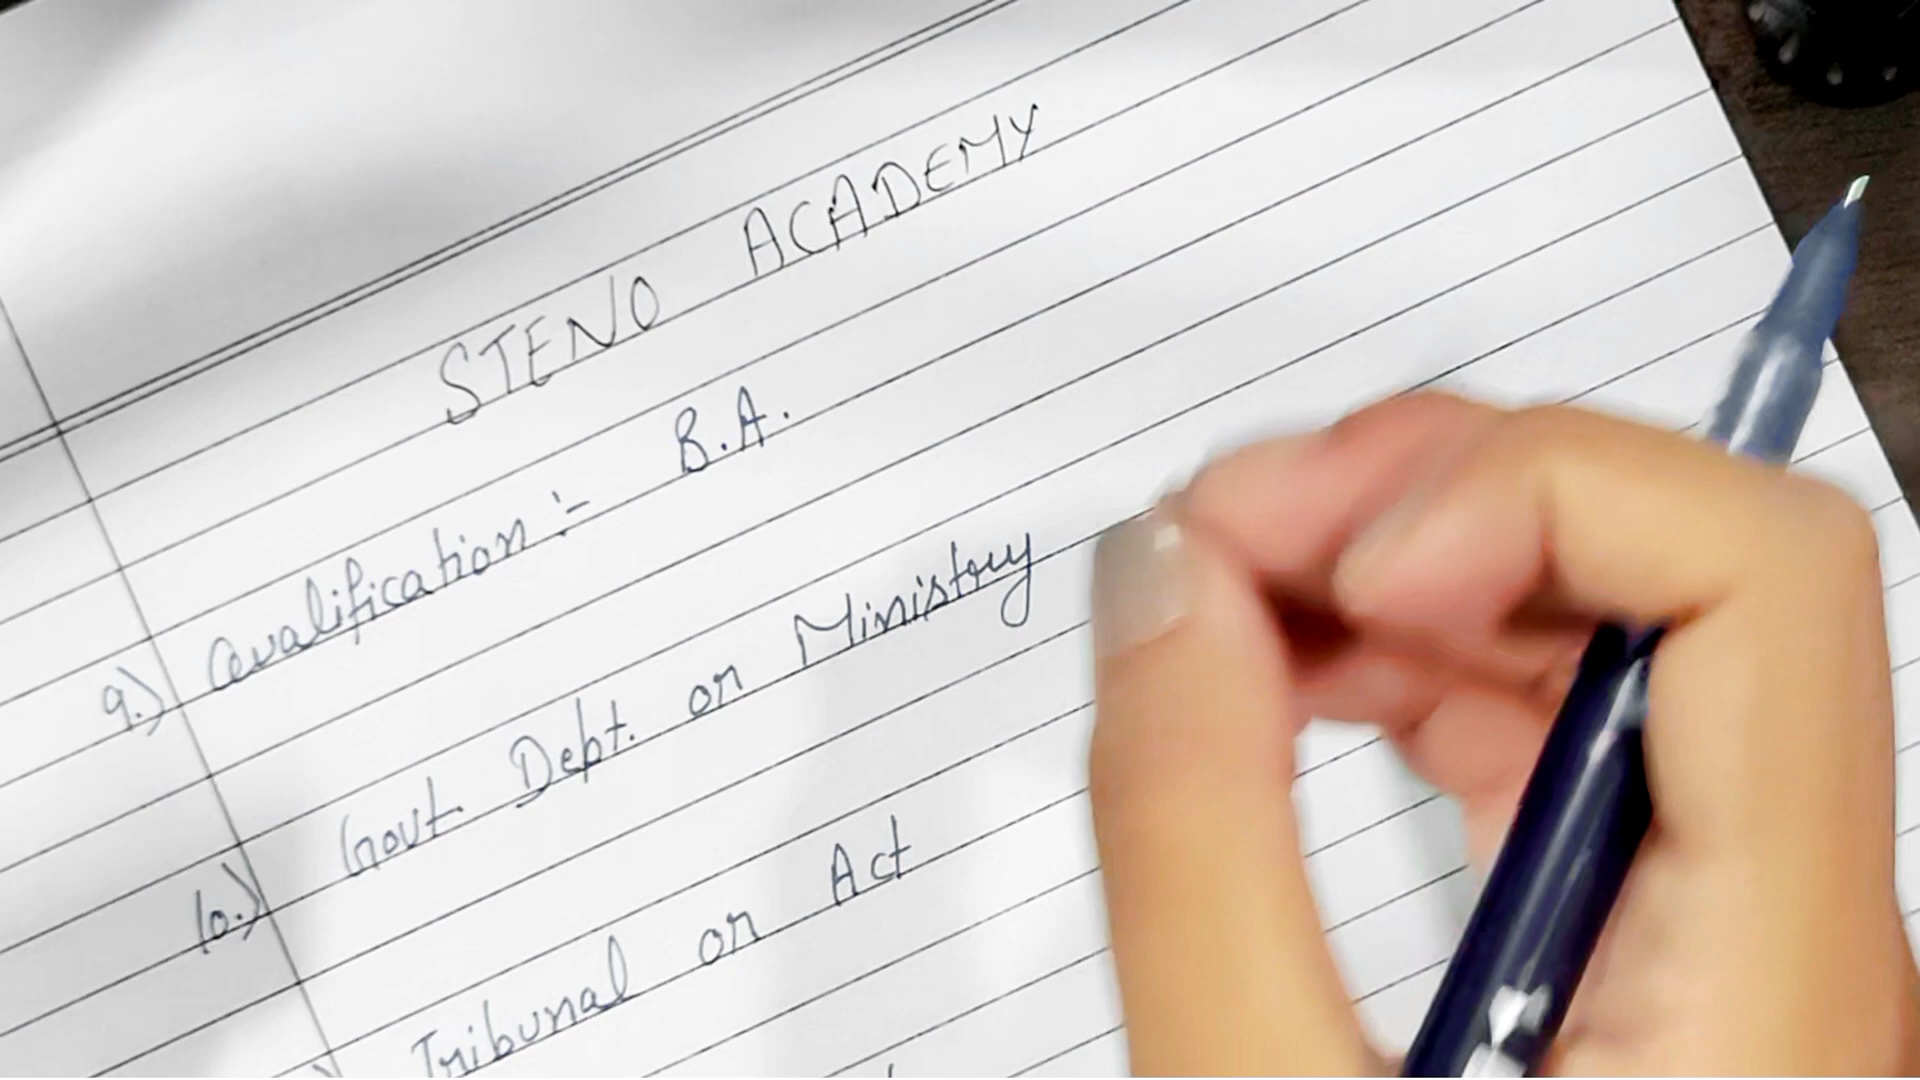 STENO ACADEMY
9.) Qualification :- B.A.
10.) Govt. Dept. or Ministry
Tribunal or Act